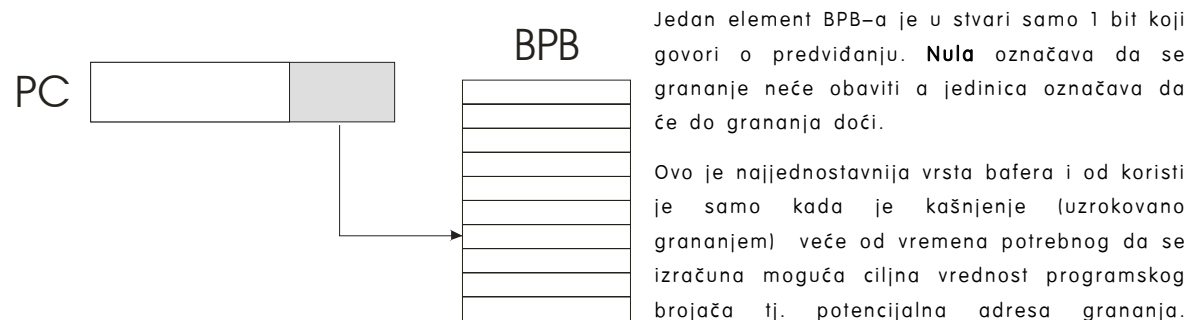 PC
BPB
Jedan element BPB–a je u stvari samo 1 bit koji
govori o predviđanju. Nula označava da se
grananje neće obaviti a jedinica označava da
će do grananja doći.
Ovo je najjednostavnija vrsta bafera i od koristi
je samo kada je kašnjenje (uzrokovano
grananjem) veće od vremena potrebnog da se
izračuna moguća ciljna vrednost programskog
brojača tj. potencijalna adresa grananja.